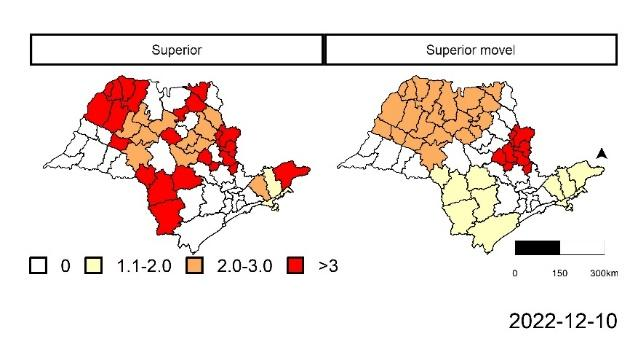 Superior
Superior movel
0 1.1-2.0 2.0-3.0 >3
0 150 300km
2022-12-10